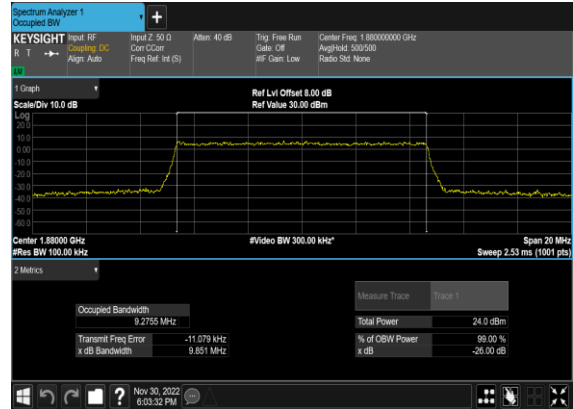 Spectrum Analyzer 1
Occupied BW
KEYSIGHT Input: RF Input Z: 50 Ω Atten: 40 dB Trig: Free Run Center Freq: 1.880000000 GHz
R T Coupling: DC Corr CCorr Gate: Off Avg|Hold: 500/500
Align: Auto Freq Ref: Int (S) #IF Gain: Low Radio Std: None
1 Graph Ref Lvl Offset 8.00 dB
Scale/Div 10.0 dB Ref Value 30.00 dBm
Log
20.0
10.0
0.00
-10.0
-20.0
-30.0
-40.0
-50.0
-60.0
Center 1.88000 GHz #Video BW 300.00 kHz* Span 20 MHz
#Res BW 100.00 kHz Sweep 2.53 ms (1001 pts)
2 Metrics
Measure Trace Trace 1
Occupied Bandwidth
9.2755 MHz Total Power 24.0 dBm
Transmit Freq Error -11.079 kHz % of OBW Power 99.00 %
x dB Bandwidth 9.851 MHz x dB -26.00 dB
? Nov 30, 2022
6:03:32 PM